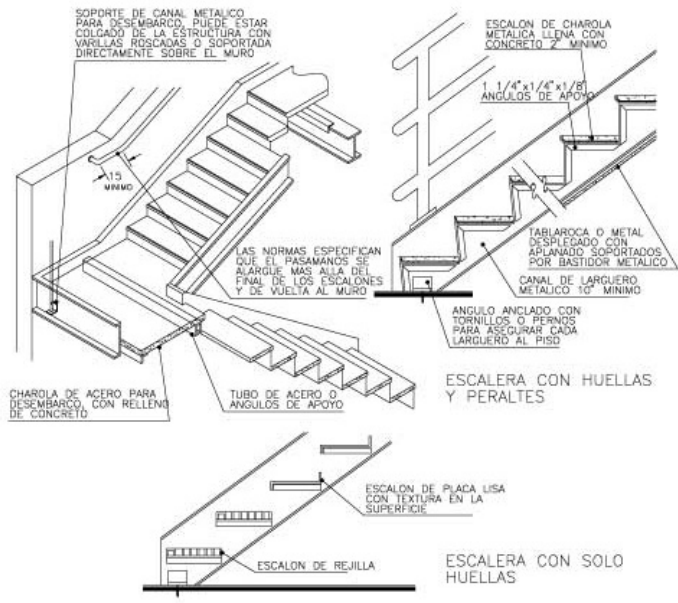 SOPORTE DE CANAL METALICO
PARA DESEMBARCO, PUEDE ESTAR
COLGADO DE LA ESTRUCTURA CON
VARILLAS ROSCADAS O SOPORTADA
DIRECTAMENTE SOBRE EL MURO
.15
MINIMO
LAS NORMAS ESPECIFICAN
QUE EL PASAMANOS SE
ALARGUE MAS ALLA DEL
FINAL DE LOS ESCALONES
Y DE VUELTA AL MURO
CHAROLA DE ACERO PARA
DESEMBARCO, CON RELLENO
DE CONCRETO
TUBO DE ACERO O
ANGULOS DE APOYO
ESCALON DE CHAROLA
METALICA LLENA CON
CONCRETO 2" MINIMO
1 1/4"x1/4"x1/8"
ANGULOS DE APOYO
TABLAROCA O METAL
DESPLEGADO CON
APLANADO SOPORTADOS
POR BASTIDOR METALICO
CANAL DE LARGUERO
METALICO 10" MINIMO
ANGULO ANCLADO CON
TORNILLOS O PERNOS
PARA ASEGURAR CADA
LARGUERO AL PISO
ESCALERA CON HUELLAS
Y PERALTES
ESCALON DE PLACA LISA
CON TEXTURA EN LA
SUPERFICIE
ESCALON DE REJILLA
ESCALERA CON SOLO
HUELLAS